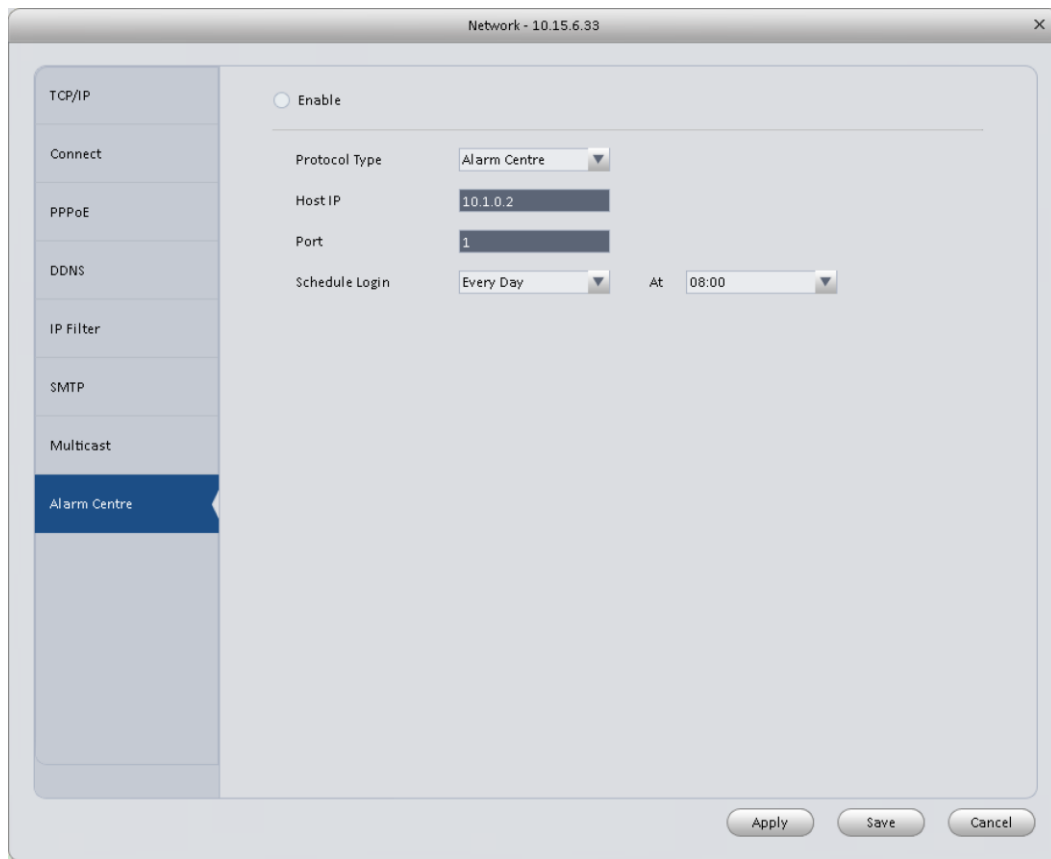 Network - 10.15.6.33
TCP/IP
Connect
PPPoE
DDNS
IP Filter
SMTP
Multicast
Alarm Centre
Enable
Protocol Type Alarm Centre
Host IP 10.1.0.2
Port 1
Schedule Login Every Day At 08:00
Apply Save Cancel